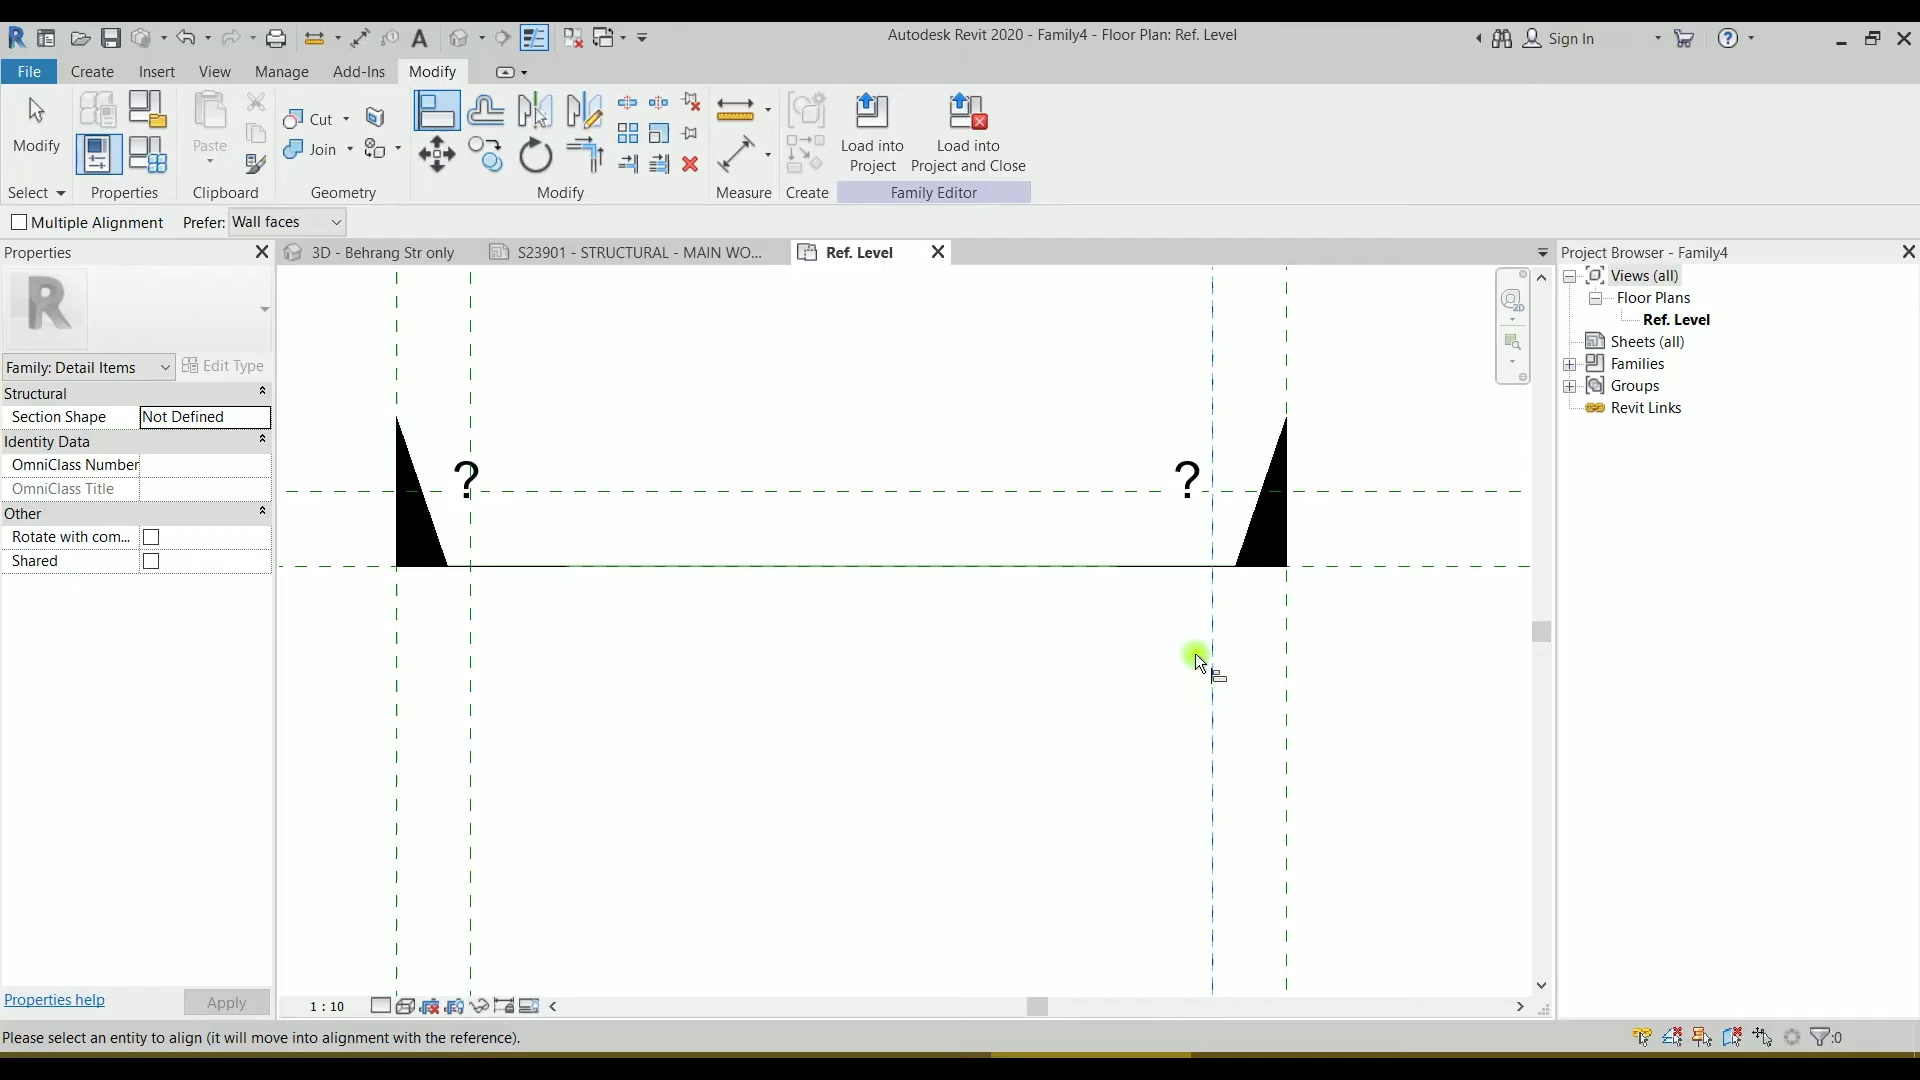 Autodesk Revit 2020 - Family4 - Floor Plan: Ref. Level
Sign In
File Create Insert View Manage Add-Ins Modify
Modify
Paste
Cut
Join
Load into
Project
Load into
Project and Close
Select Properties Clipboard Geometry Modify Measure Create Family Editor
Multiple Alignment Prefer: Wall faces
Properties
3D - Behrang Str only
S23901 - STRUCTURAL - MAIN WO...
Ref. Level
Project Browser - Family4
R
Family: Detail Items
Edit Type
Structural
Section Shape Not Defined
Identity Data
OmniClass Number
OmniClass Title
Other
Rotate with com...
Shared
? ?
2D
Views (all)
Floor Plans
Ref. Level
Sheets (all)
Families
Groups
Revit Links
Properties help
Apply
1 : 10
Please select an entity to align (it will move into alignment with the reference).
:0